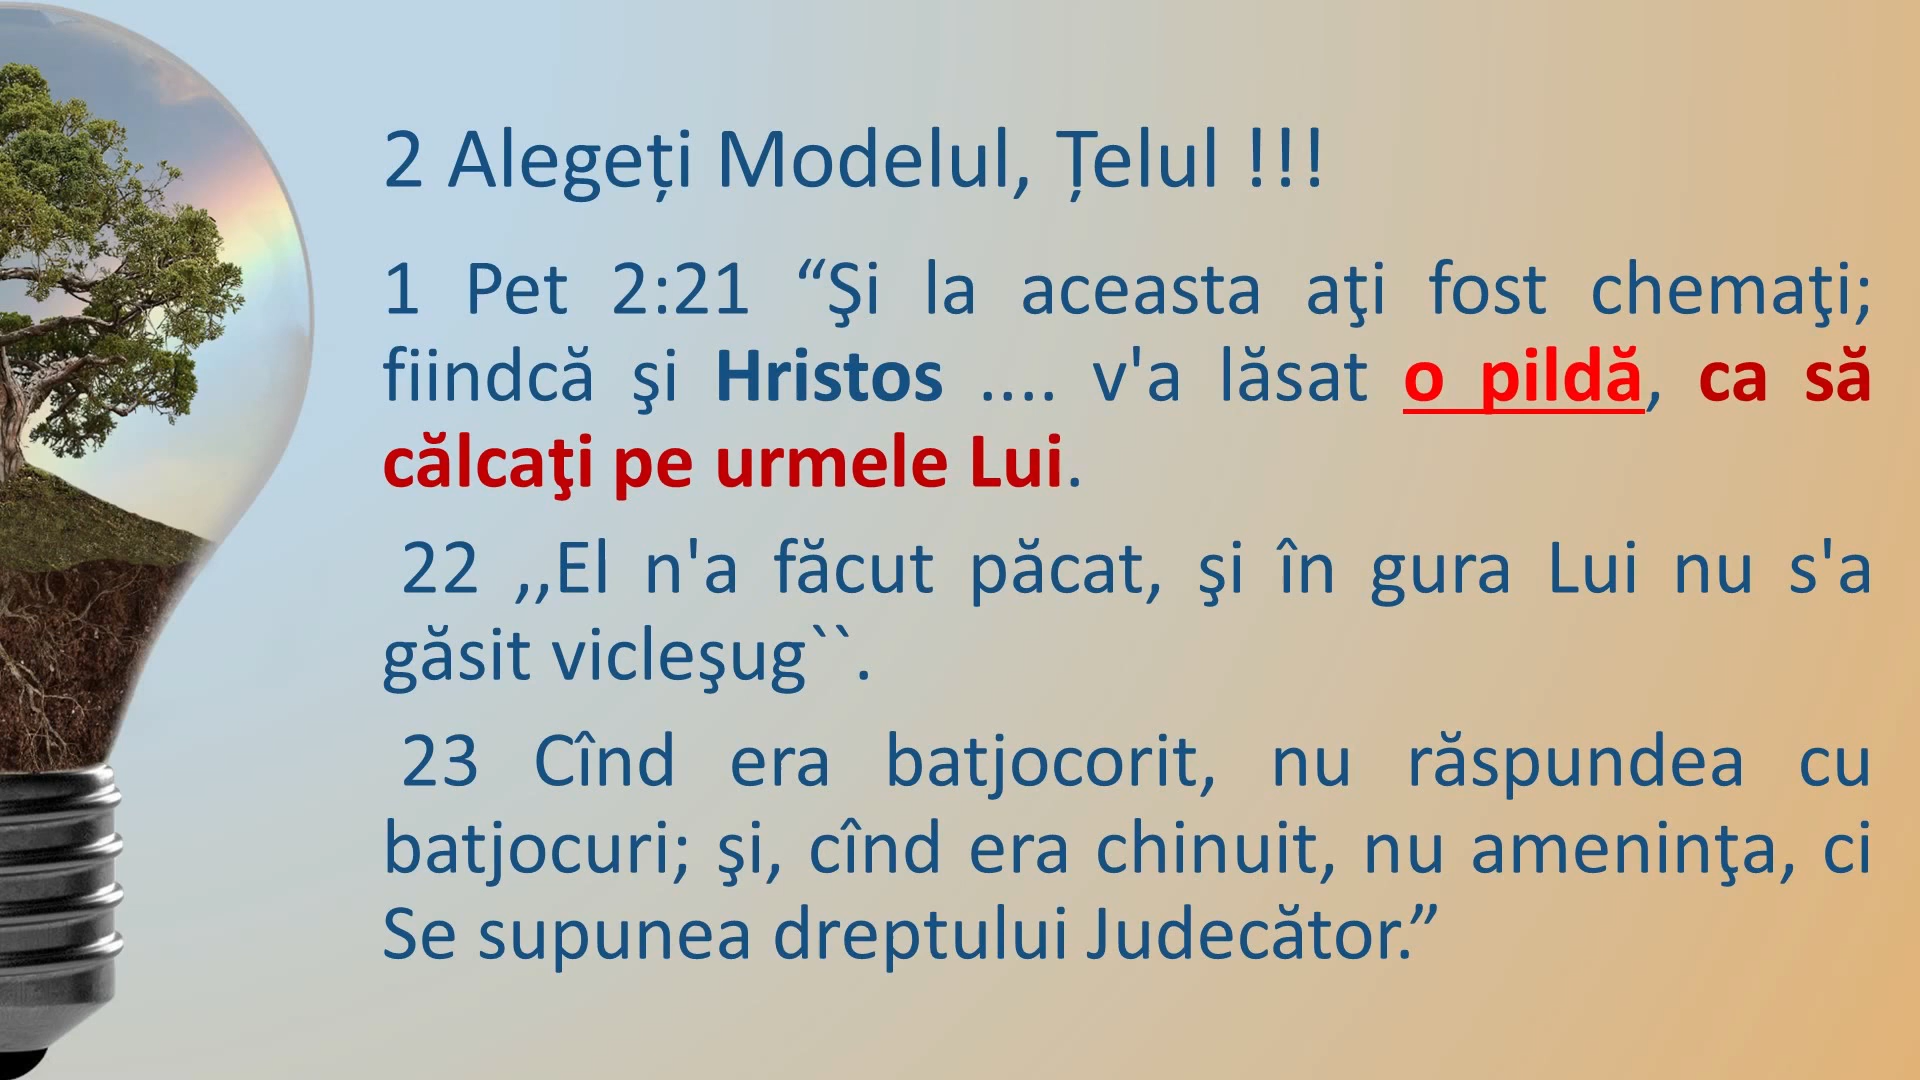 2 Alegeți Modelul, Țelul !!!
1 Pet 2:21 “Şi la aceasta aţi fost chemaţi;
fiindcă şi Hristos .... v'a lăsat o pildă, ca să
călcaţi pe urmele Lui.
22 ,,El n'a făcut păcat, şi în gura Lui nu s'a
găsit vicleşug``.
23 Cînd era batjocorit, nu răspundea cu
batjocuri; şi, cînd era chinuit, nu ameninţa, ci
Se supunea dreptului Judecător.”